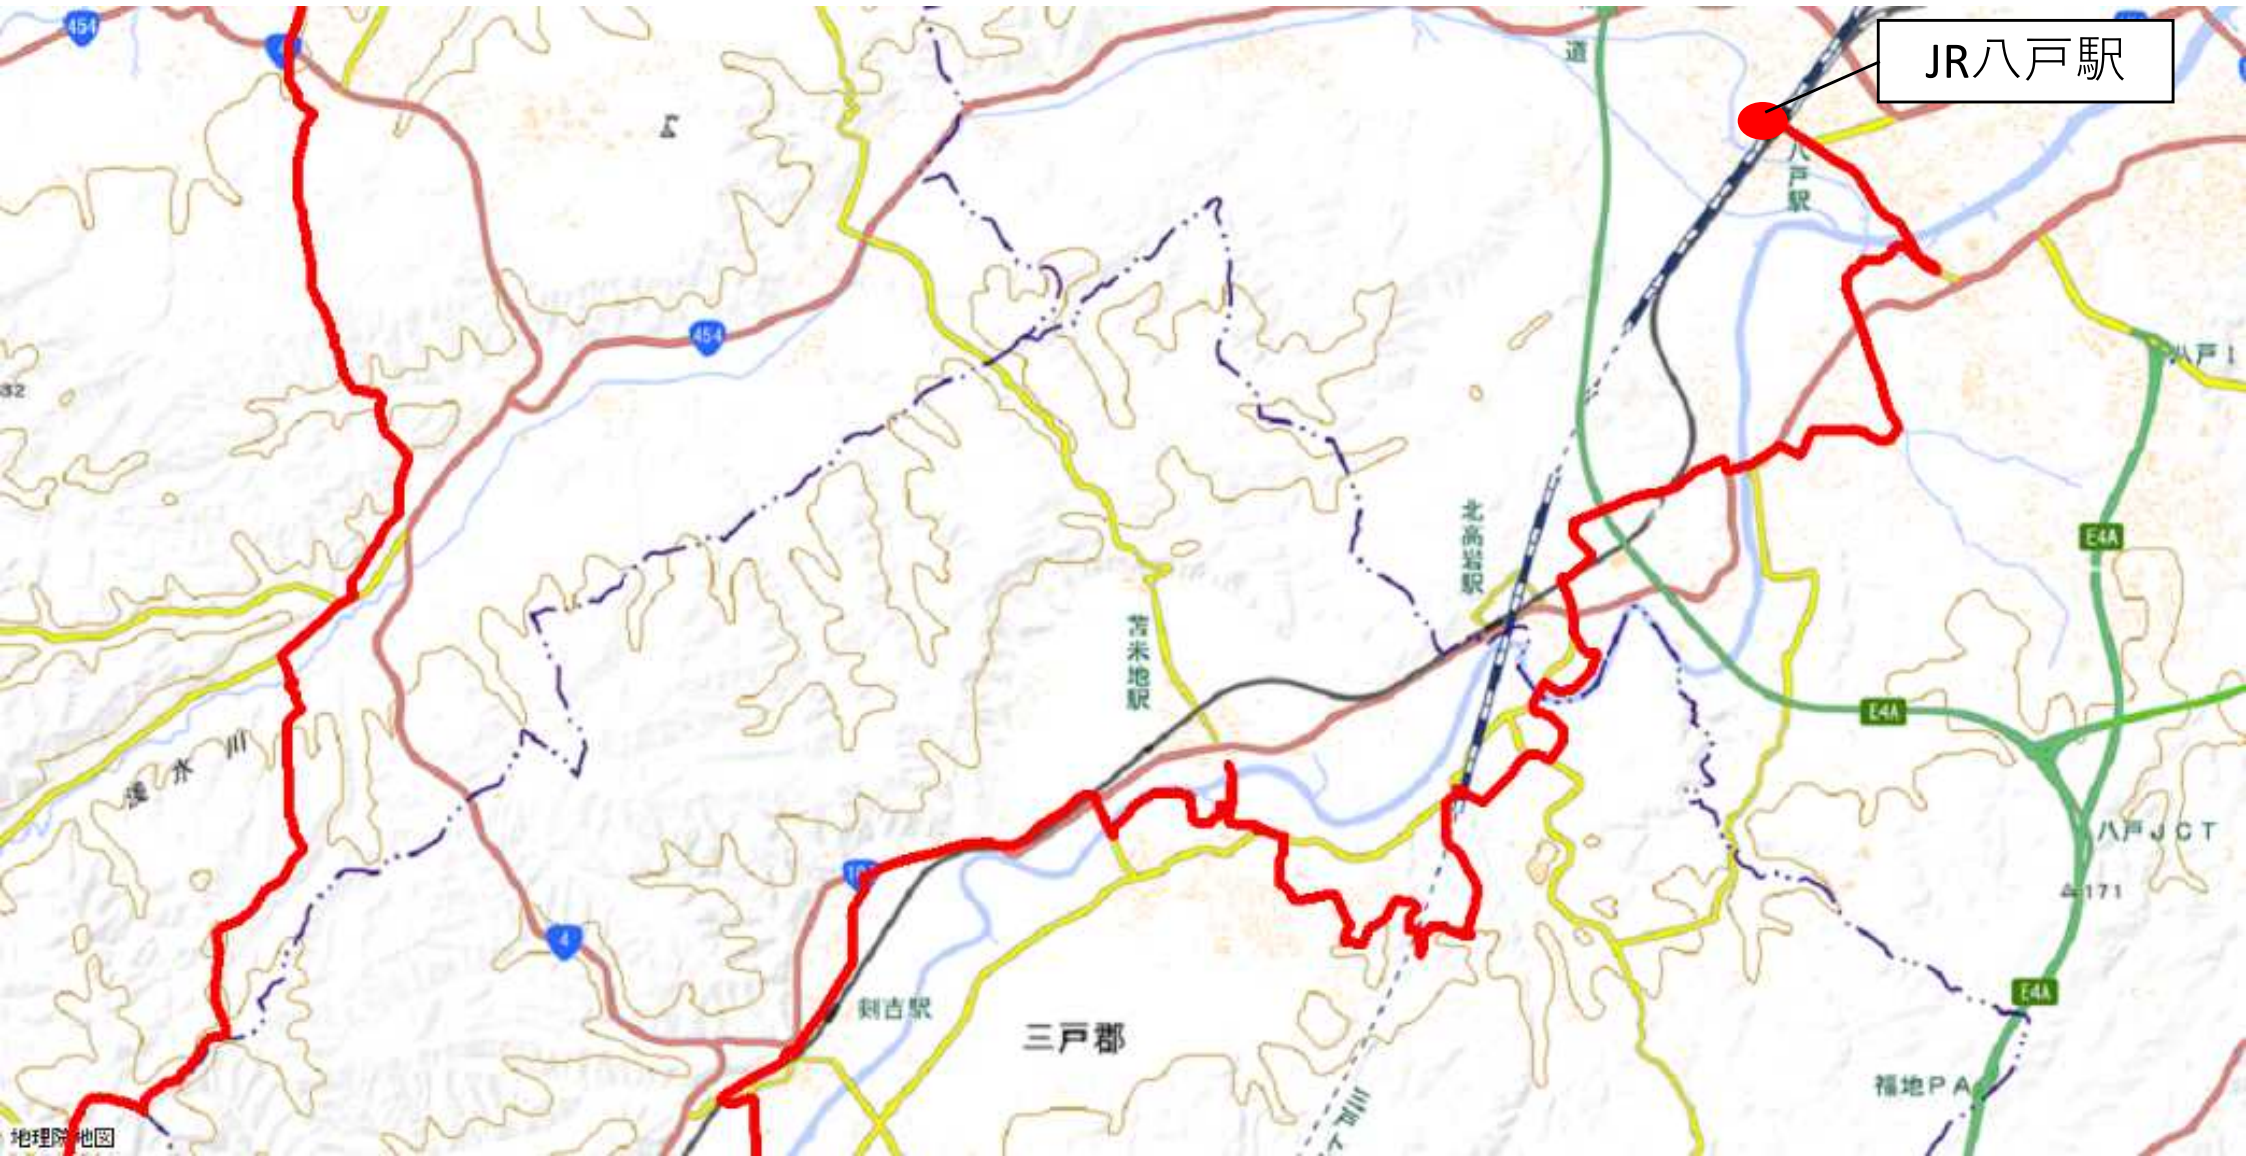 454
4
道
JR八戸駅
八戸駅
454
32
八戸I
北高岩駅
E4A
苫米地駅
E4A
浅水川
八戸JCT
171
4
E4A
剣吉駅
三戸郡
福地PA
地理院地図